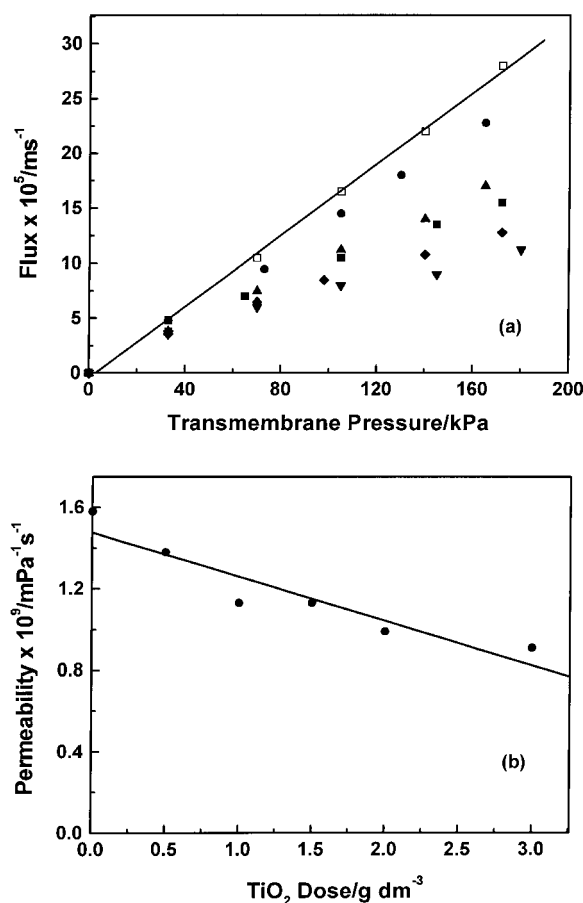 30
25
20
15
10
5
0
Flux x 10⁵/ms⁻¹
(a)
0 40 80 120 160 200
Transmembrane Pressure/kPa
1.6
1.2
0.8
0.4
0.0
Permeability x 10⁹/mPa⁻¹s⁻¹
(b)
0.0 0.5 1.0 1.5 2.0 2.5 3.0
TiO₂ Dose/g dm⁻³